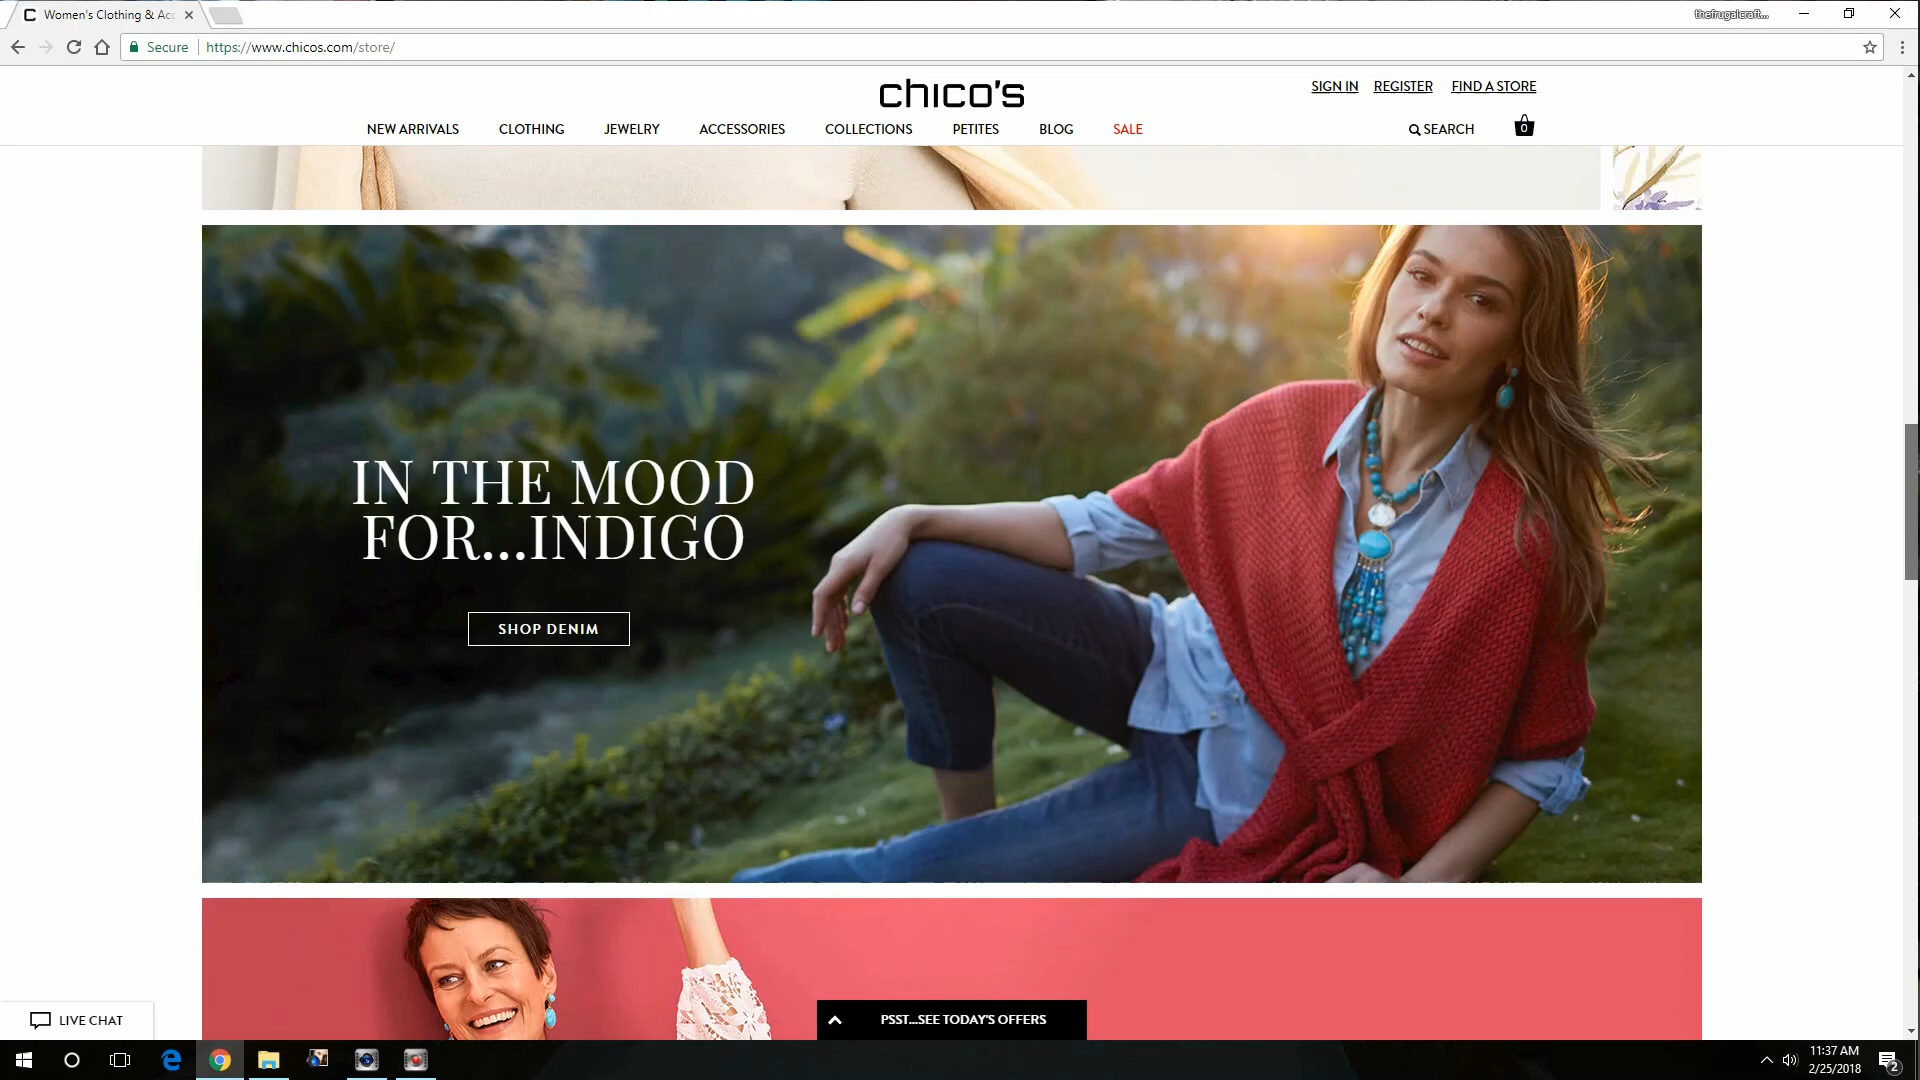 Women's Clothing & Acc
thefrugalcraft...
Secure
https://www.chicos.com/store/
chico's
SIGN IN REGISTER FIND A STORE
NEW ARRIVALS CLOTHING JEWELRY ACCESSORIES COLLECTIONS PETITES BLOG SALE SEARCH 0
IN THE MOOD
FOR...INDIGO
SHOP DENIM
LIVE CHAT
PSST...SEE TODAY'S OFFERS
11:37 AM
2/25/2018
2